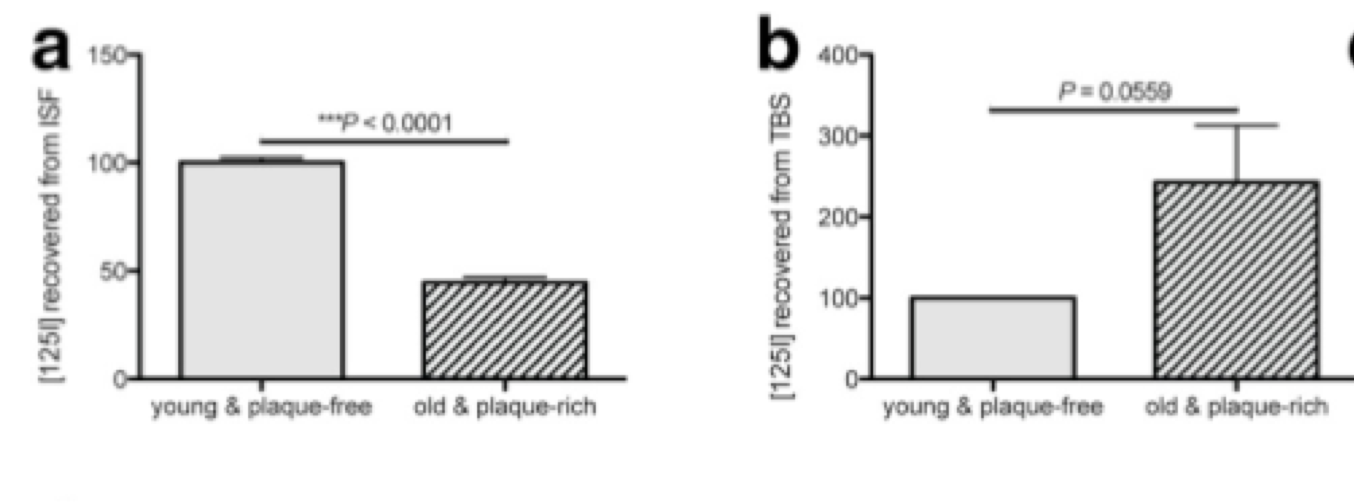 a
150
100
50
0
[125I] recovered from ISF
***P < 0.0001
young & plaque-free
old & plaque-rich
b
400
300
200
100
0
[125I] recovered from TBS
P = 0.0559
young & plaque-free
old & plaque-rich